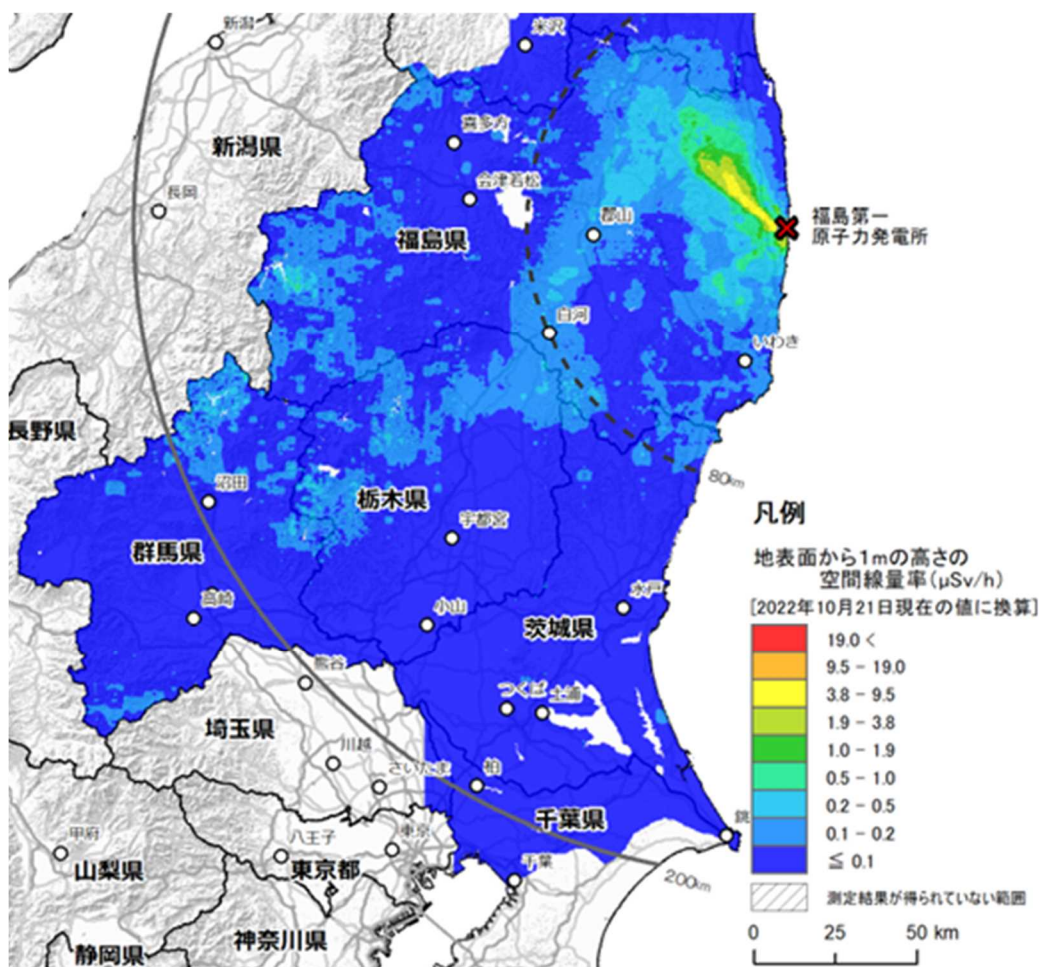 新潟
米沢
喜多方
新潟県
会津若松
長岡
郡山
福島県
福島第一
原子力発電所
白河
いわき
長野県
80km
沼田
栃木県
宇都宮
群馬県
高崎
小山
水戸
茨城県
熊谷
つくば
土浦
埼玉県
川越
さいたま
柏
千葉県
銚
甲府
八王子
東京
山梨県
東京都
千葉
200km
静岡県
神奈川県
凡例
地表面から1mの高さの
空間線量率(μSv/h)
[2022年10月21日現在の値に換算]
19.0 <
9.5 - 19.0
3.8 - 9.5
1.9 - 3.8
1.0 - 1.9
0.5 - 1.0
0.2 - 0.5
0.1 - 0.2
≦ 0.1
測定結果が得られていない範囲
0 25 50 km